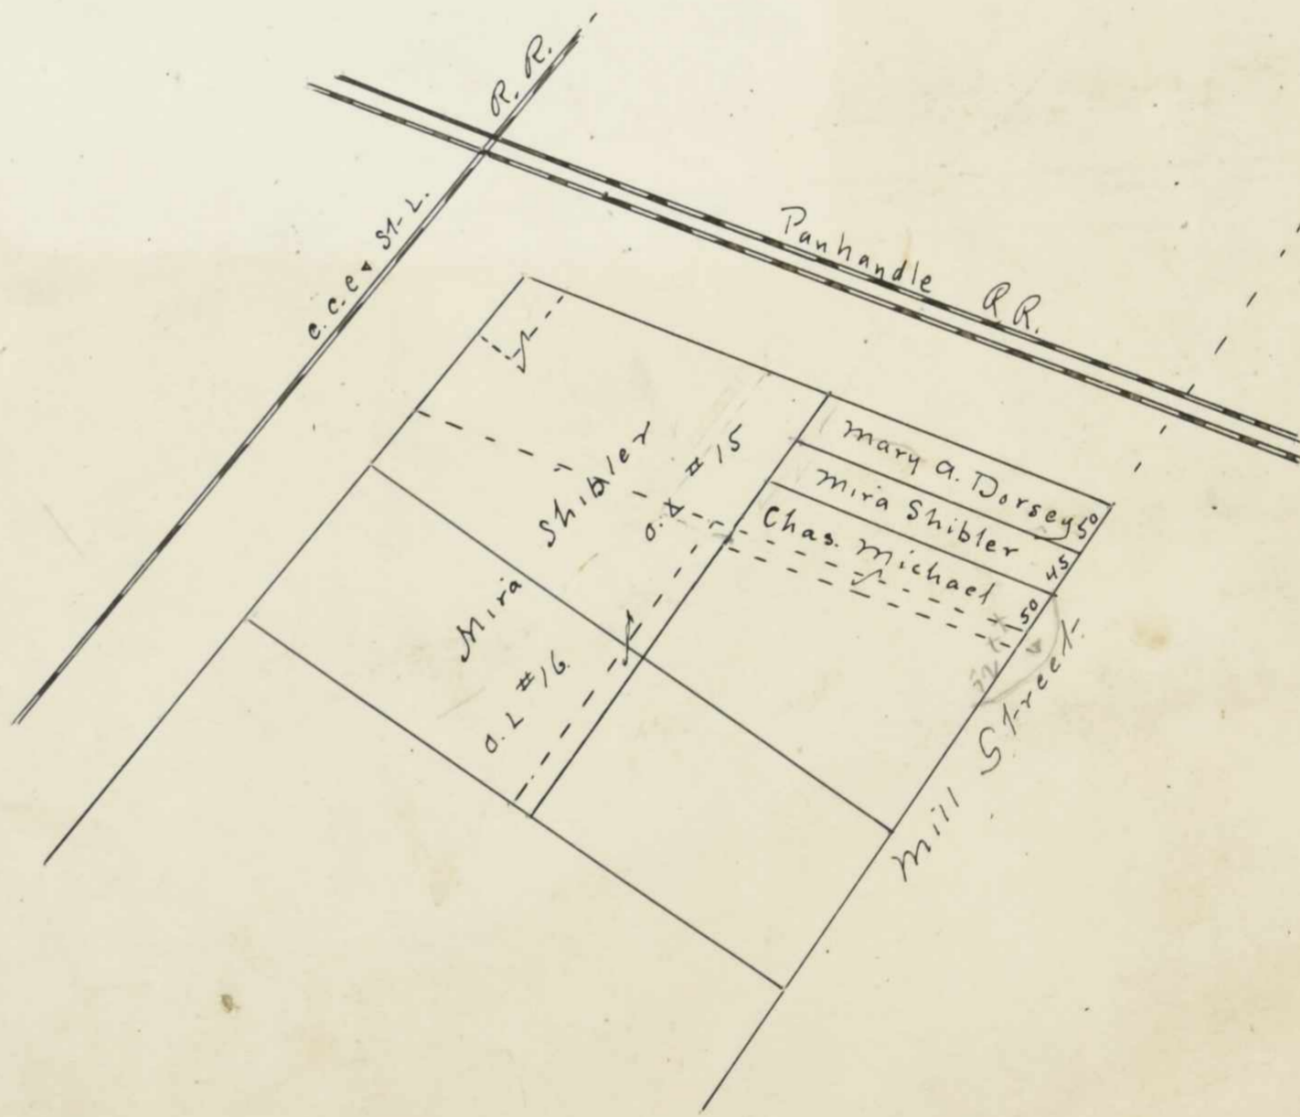 R. R.
C. C. C & St. L.
Panhandle R R.
Mary A. Dorsey 50
Mira Shibler 45
Chas. Michael 50
Mira Shibler
O. L #15
O. L #16
Mill Street